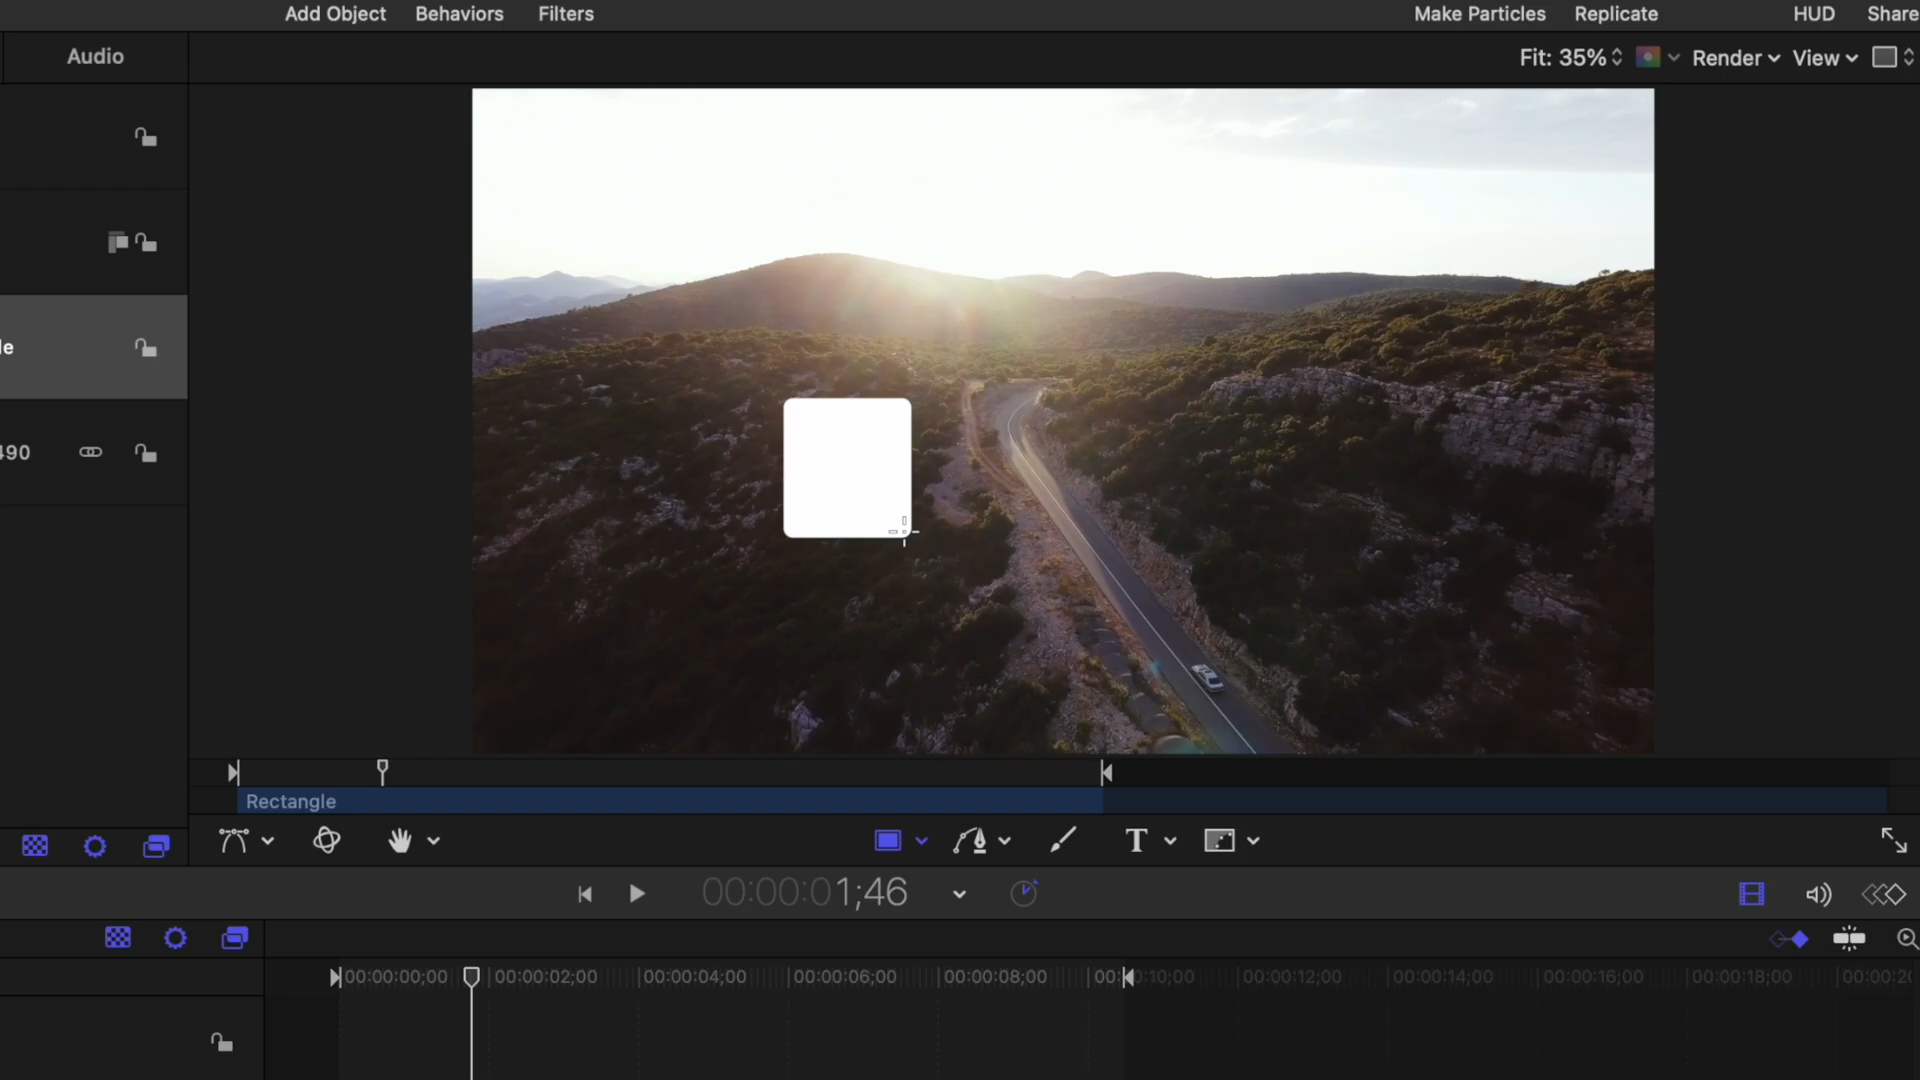 Add Object Behaviors Filters Make Particles Replicate HUD Share
Audio Fit: 35% Render View
le
490
Rectangle
T
00:00:01;46
00:00:00;00 00:00:02;00 00:00:04;00 00:00:06;00 00:00:08;00 00: 0:10;00 00:00:12;00 00:00:14;00 00:00:16;00 00:00:18;00 00:00:20